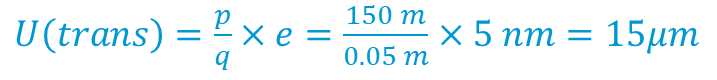 U(trans) = p/q × e = 150 m/0.05 m × 5 nm = 15μm